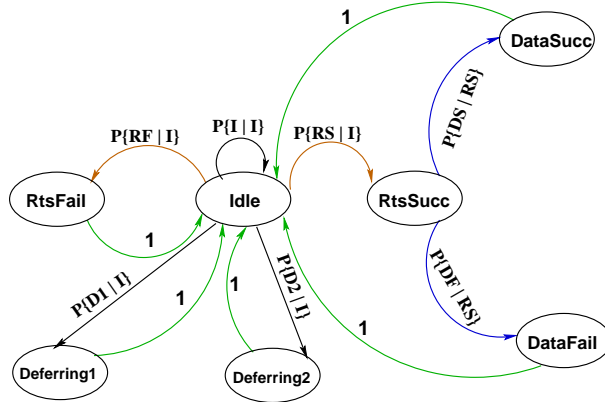 1
DataSucc
P{DS | RS}
P{I | I}
P{RF | I}
P{RS | I}
RtsFail
Idle
RtsSucc
1
P{D1 | I}
1
1
P{D2 | I}
P{DF | RS}
1
DataFail
Deferring1
Deferring2